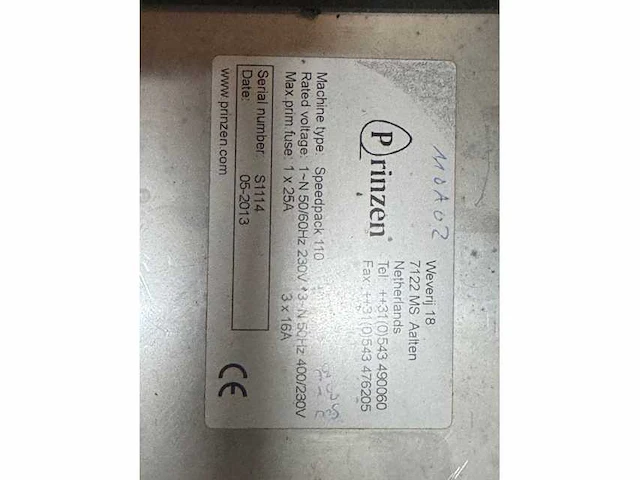 MOA02
Prinzen
Weverij 18
7122 MS Aalten
Netherlands
Tel: ++31(0)543 490060
Fax: ++31(0)543 476205
Machine type: Speedpack 110
Rated voltage: 1~N 50/60Hz 230V *3~N 50Hz 400/230V
Max.prim.fuse: 1 x 25A 3 x 16A
Serial number: S1114
Date: 05-2013
www.prinzen.com
CE